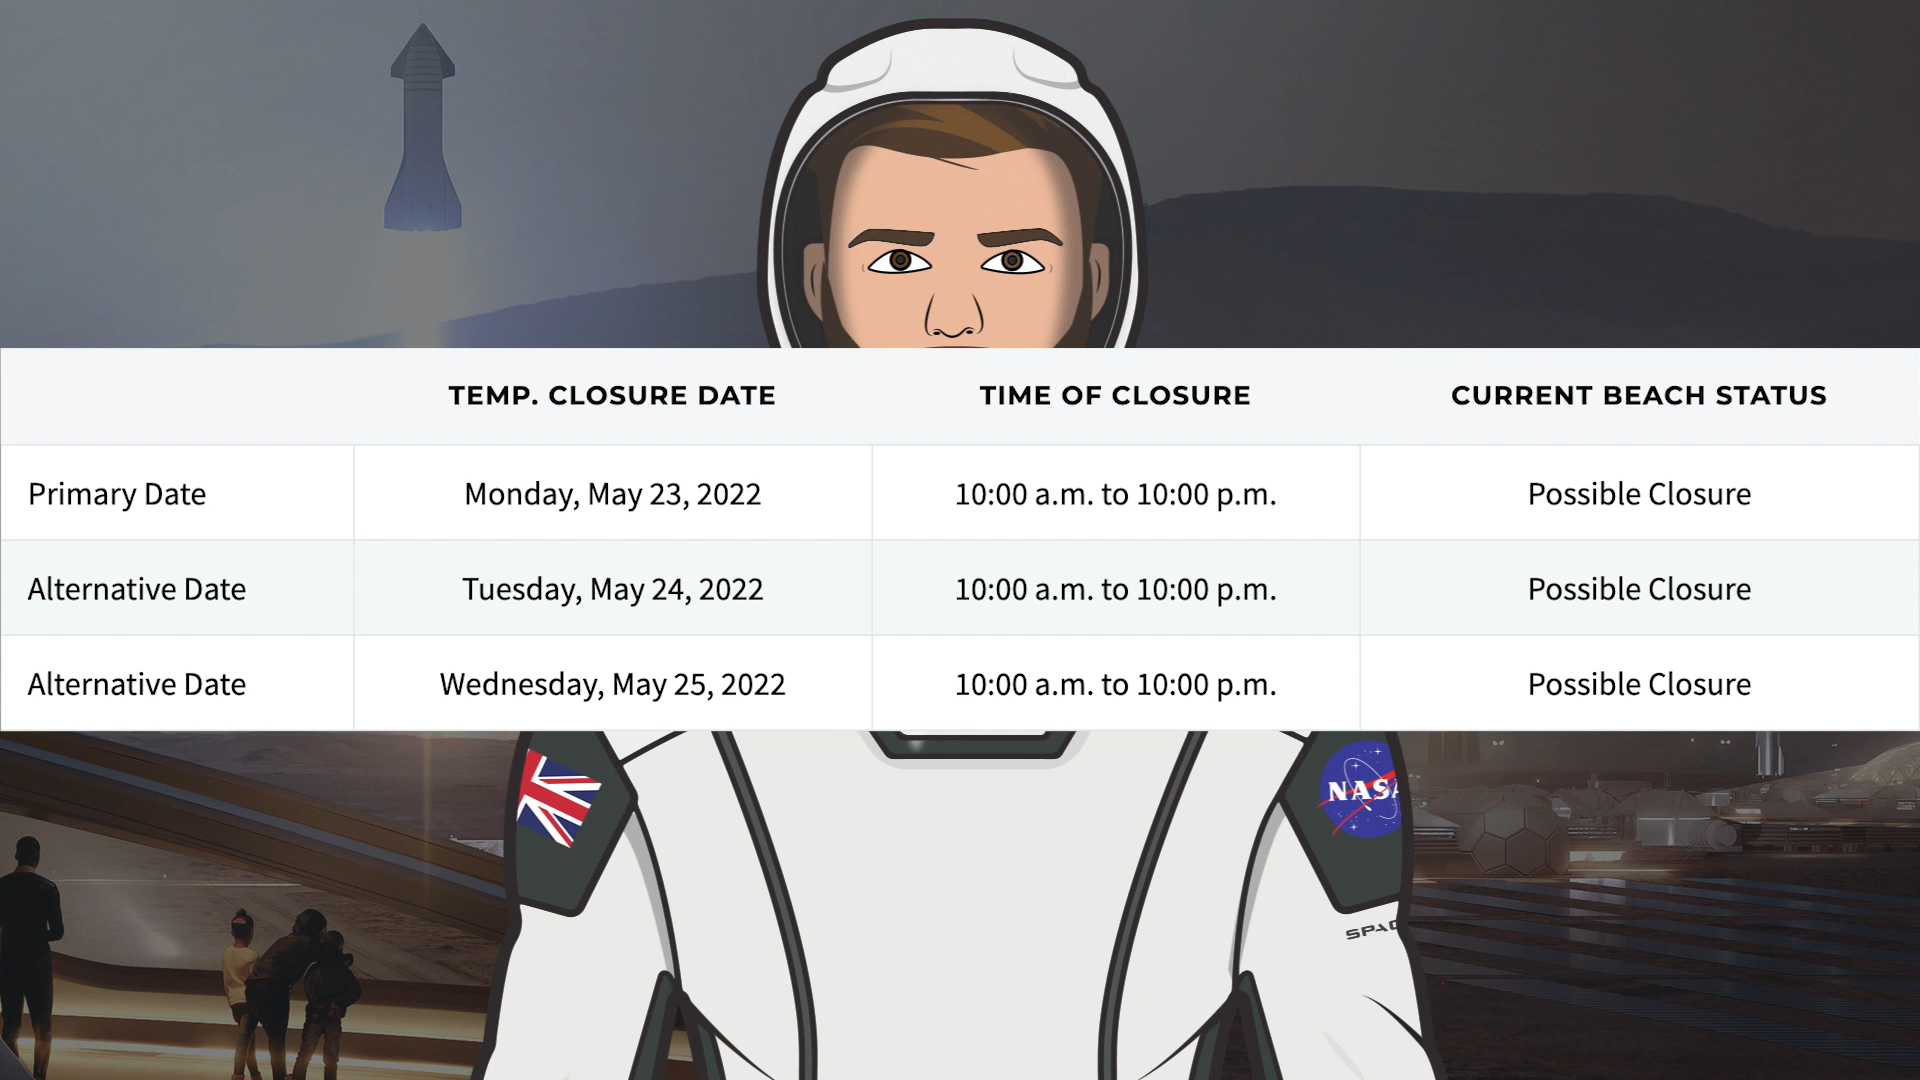 TEMP. CLOSURE DATE TIME OF CLOSURE CURRENT BEACH STATUS
Primary Date Monday, May 23, 2022 10:00 a.m. to 10:00 p.m. Possible Closure
Alternative Date Tuesday, May 24, 2022 10:00 a.m. to 10:00 p.m. Possible Closure
Alternative Date Wednesday, May 25, 2022 10:00 a.m. to 10:00 p.m. Possible Closure
NASA
SPAC